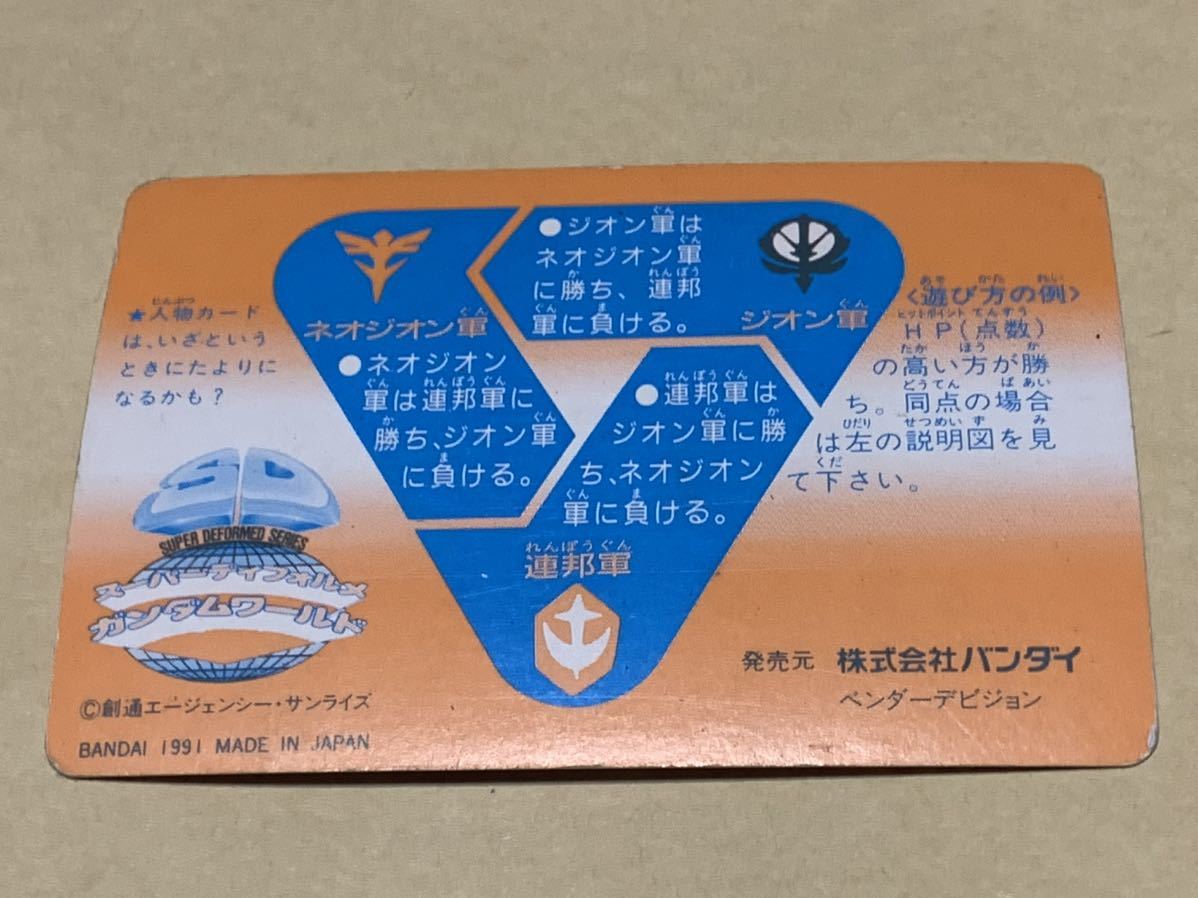 ★人物カード
は、いざという
ときにたよりに
なるかも?
ネオジオン軍
●ネオジオン
軍は連邦軍に
勝ち、ジオン軍
に負ける。
●ジオン軍は
ネオジオン軍
に勝ち、連邦
軍に負ける。
ジオン軍
●連邦軍は
ジオン軍に勝
ち、ネオジオン
軍に負ける。
連邦軍
〈遊び方の例〉
HP(点数)
の高い方が勝
ち。同点の場合
は左の説明図を見
て下さい。
SD
SUPER DEFORMED SERIES
スーパーディフォルメ
ガンダムワールド
©創通エージェンシー・サンライズ
BANDAI 1991 MADE IN JAPAN
発売元 株式会社バンダイ
ベンダーデビジョン